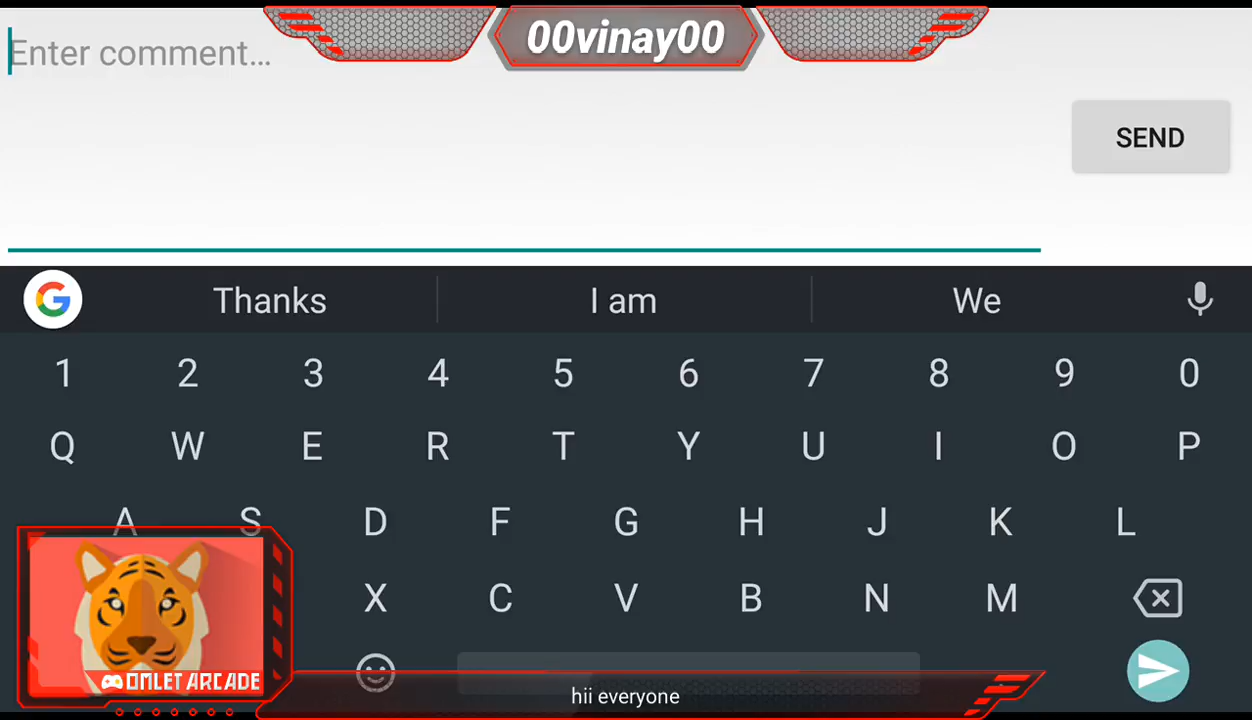 00vinay00
Enter comment...
SEND
G
Thanks
I am
We
1 2 3 4 5 6 7 8 9 0
Q W E R T Y U I O P
A S D F G H J K L
X C V B N M
OMLET ARCADE
hii everyone